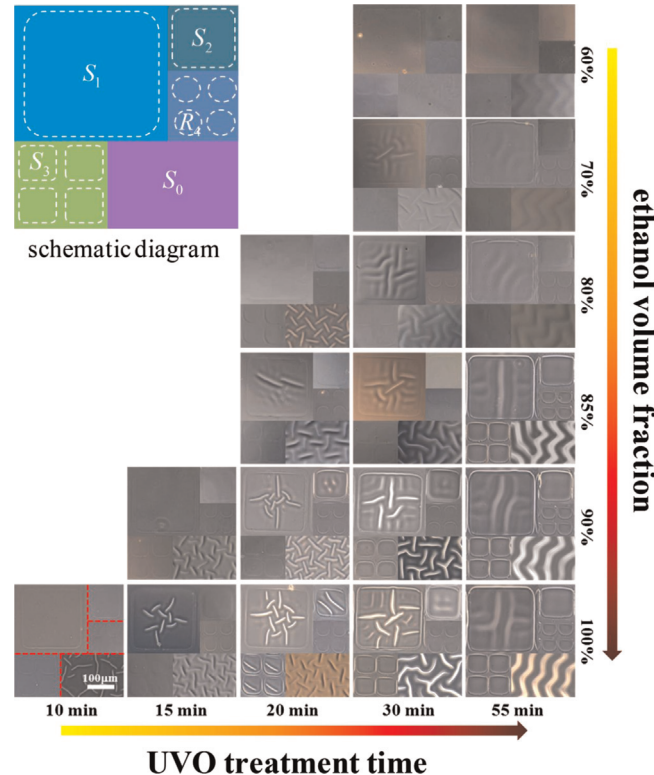 S1
S2
R4
S3
S0
schematic diagram
60%
70%
80%
85%
90%
100%
ethanol volume fraction
100μm
10 min
15 min
20 min
30 min
55 min
UVO treatment time